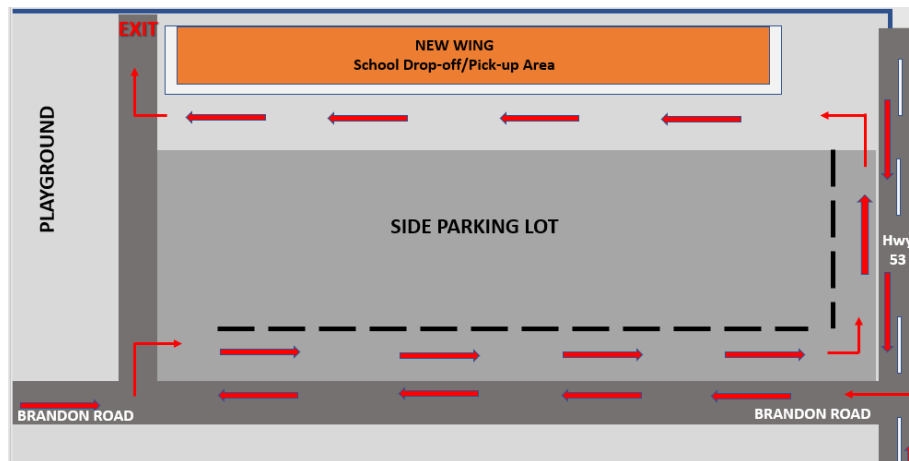 EXIT
NEW WING
School Drop-off/Pick-up Area
PLAYGROUND
SIDE PARKING LOT
Hwy
53
BRANDON ROAD
BRANDON ROAD